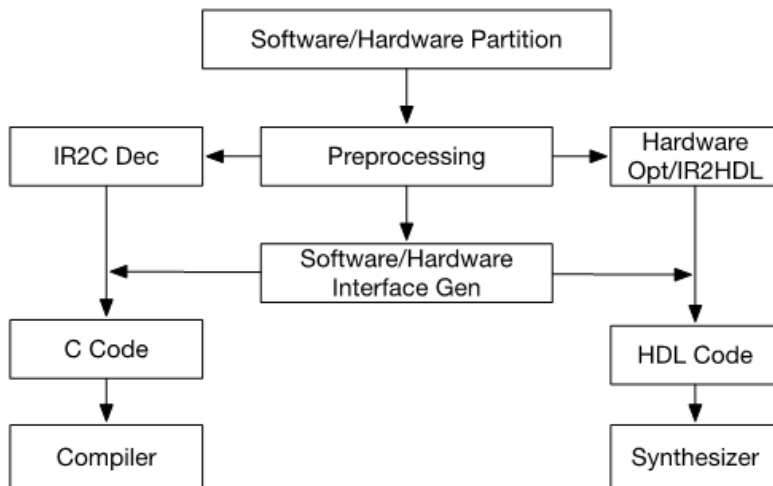 Software/Hardware Partition
IR2C Dec
Preprocessing
Hardware
Opt/IR2HDL
Software/Hardware
Interface Gen
C Code
HDL Code
Compiler
Synthesizer